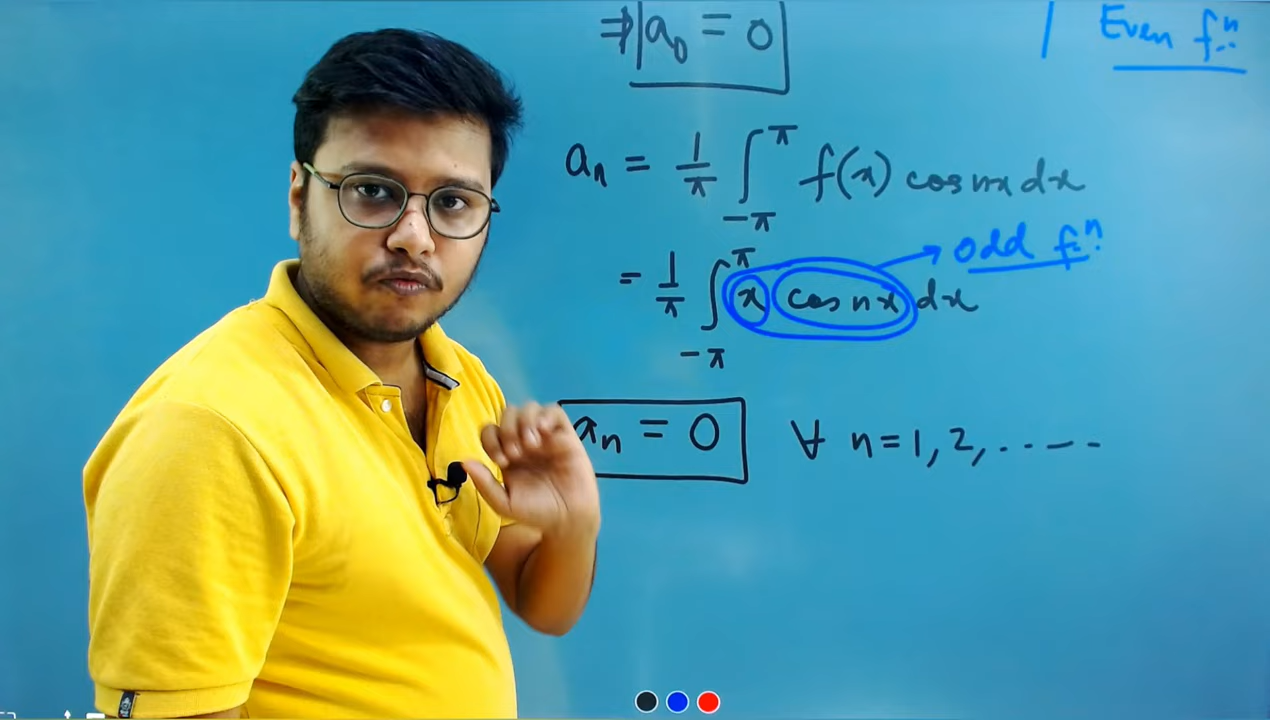 ⇒ a₀ = 0
Even fⁿ..
aₙ = 1/π ∫_{-π}^{π} f(x) cos nx dx
= 1/π ∫_{-π}^{π} x cos nx dx → odd fⁿ:
aₙ = 0 ∀ n=1,2,.....